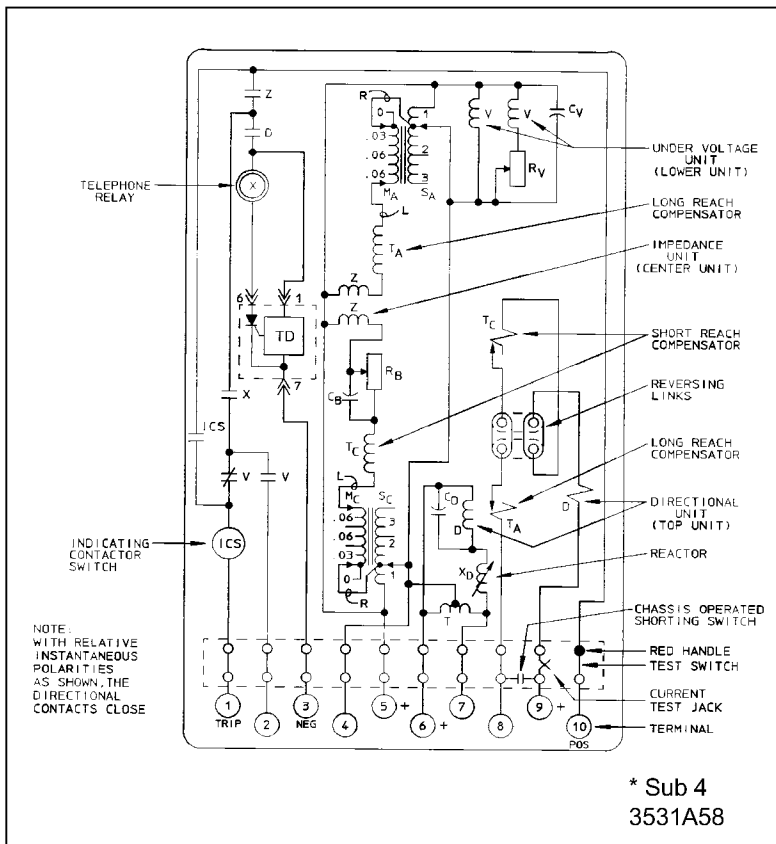 Z
D
TELEPHONE
RELAY
X
6
1
TD
7
X
ICS
V
V
INDICATING
CONTACTOR
SWITCH
ICS
NOTE:
WITH RELATIVE
INSTANTANEOUS
POLARITIES
AS SHOWN, THE
DIRECTIONAL
CONTACTS CLOSE
R
0
.03
.06
.06
1
2
3
MA
SA
L
TA
Z
Z
RB
CB
TC
L
MC
SC
.06
.06
.03
0
3
2
1
R
V
V
CV
RV
UNDER VOLTAGE
UNIT
(LOWER UNIT)
LONG REACH
COMPENSATOR
IMPEDANCE
UNIT
(CENTER UNIT)
TC
SHORT REACH
COMPENSATOR
REVERSING
LINKS
LONG REACH
COMPENSATOR
CD
D
TA
D
DIRECTIONAL
UNIT
(TOP UNIT)
XD
REACTOR
T
CHASSIS OPERATED
SHORTING SWITCH
RED HANDLE
TEST SWITCH
CURRENT
TEST JACK
TERMINAL
1
2
3
4
5 +
6 +
7
8
9 +
10
TRIP
NEG
POS
* Sub 4
3531A58